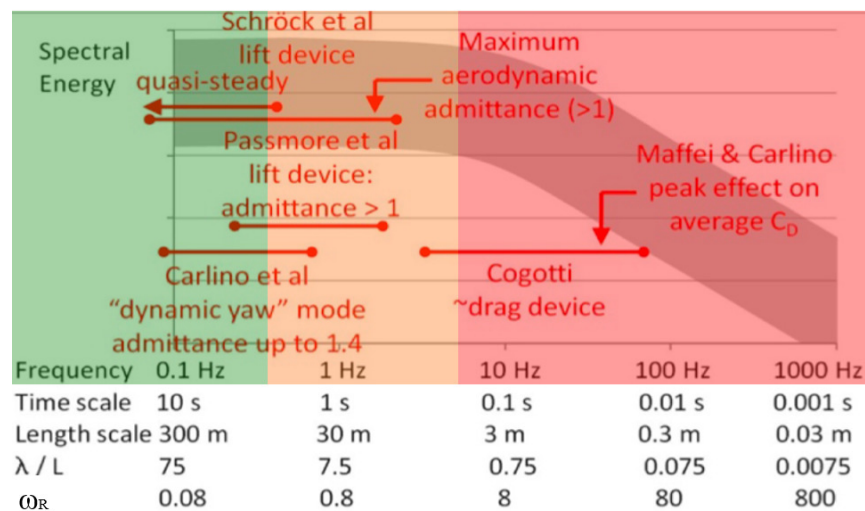 Spectral
Energy
Schröck et al
lift device
quasi-steady
Maximum
aerodynamic
admittance (>1)
Passmore et al
lift device:
admittance > 1
Maffei & Carlino
peak effect on
average CD
Carlino et al
“dynamic yaw” mode
admittance up to 1.4
Cogotti
~drag device
Frequency 0.1 Hz 1 Hz 10 Hz 100 Hz 1000 Hz
Time scale 10 s 1 s 0.1 s 0.01 s 0.001 s
Length scale 300 m 30 m 3 m 0.3 m 0.03 m
λ / L 75 7.5 0.75 0.075 0.0075
ωR 0.08 0.8 8 80 800